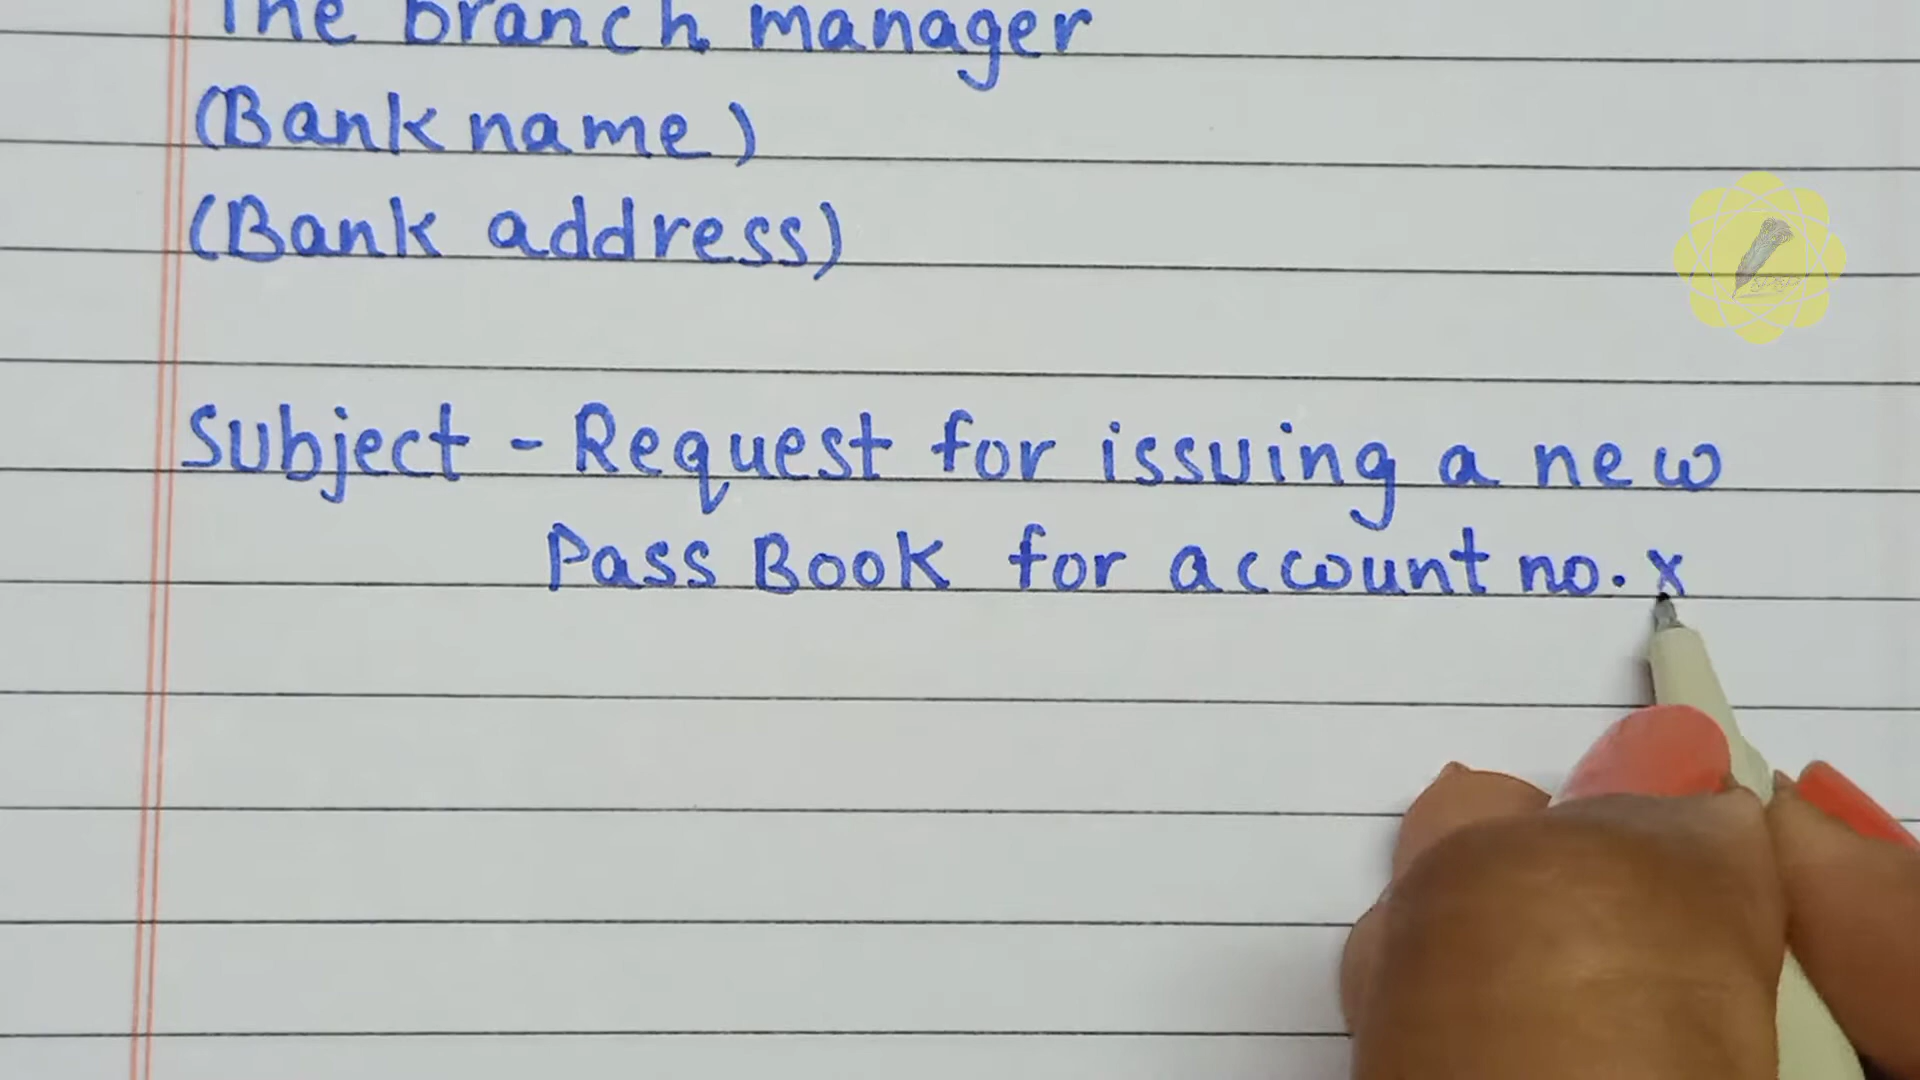 The branch manager
(Bank name)
(Bank address)
Subject - Request for issuing a new
Pass Book for account no. x